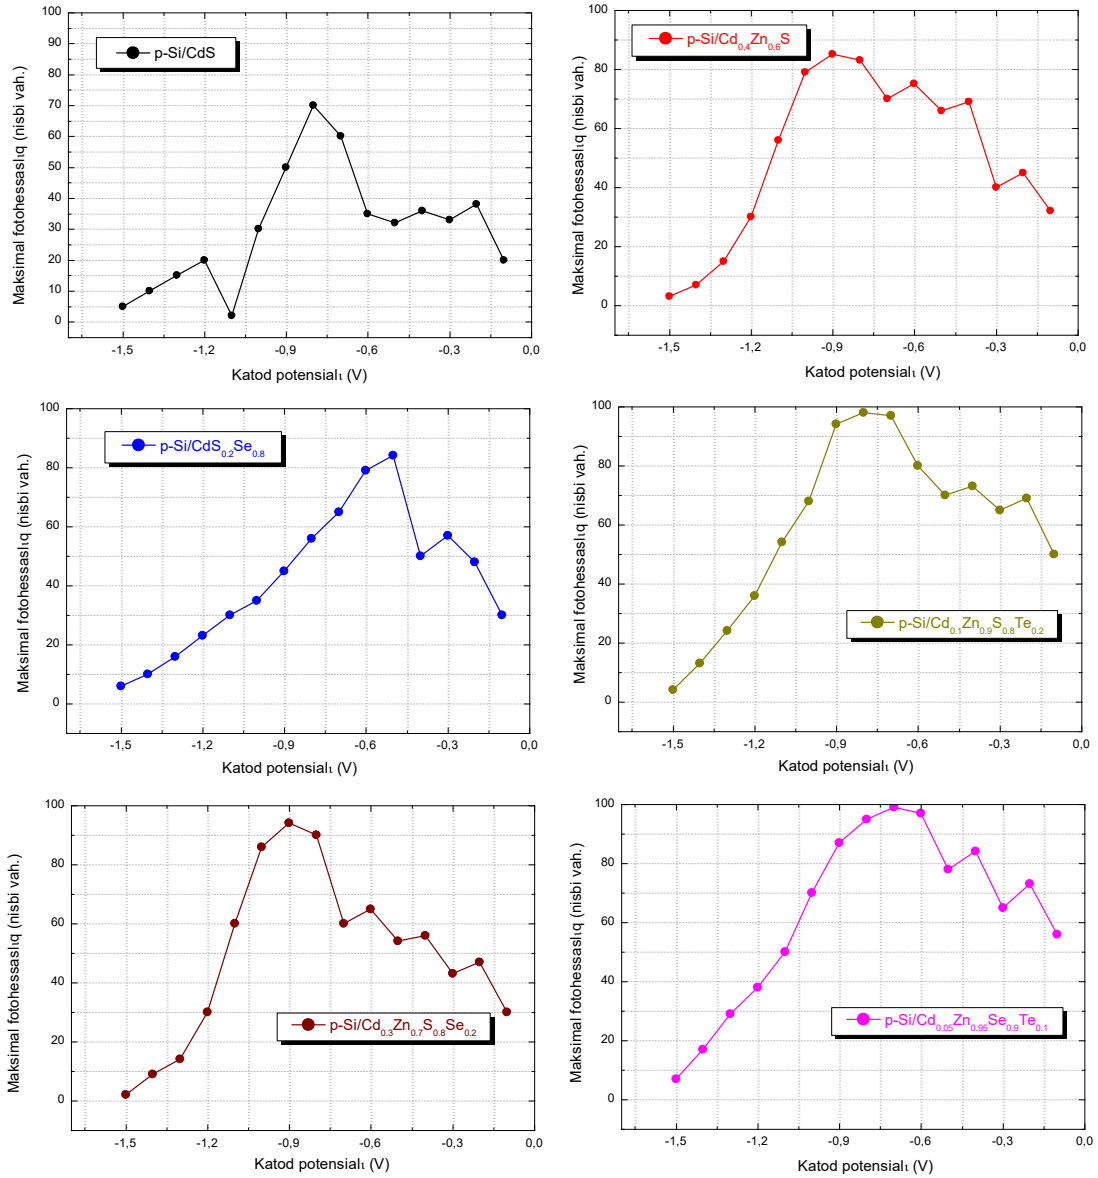 p-Si/CdS
Maksimal fotohessaslıq (nisbi vah.)
100
90
80
70
60
50
40
30
20
10
0
-1,5 -1,2 -0,9 -0,6 -0,3 0,0
Katod potensialı (V)
p-Si/Cd0,4Zn0,6S
Maksimal fotohessaslıq (nisbi vah.)
100
80
60
40
20
0
-1,5 -1,2 -0,9 -0,6 -0,3 0,0
Katod potensialı (V)
p-Si/CdS0.2Se0.8
Maksimal fotohessaslıq (nisbi vah.)
100
80
60
40
20
0
-1,5 -1,2 -0,9 -0,6 -0,3 0,0
Katod potensialı (V)
p-Si/Cd0.1Zn0.9S0.8Te0.2
Maksimal fotohessaslıq (nisbi vah.)
100
80
60
40
20
0
-1,5 -1,2 -0,9 -0,6 -0,3 0,0
Katod potensialı (V)
p-Si/Cd0.3Zn0.7S0.8Se0.2
Maksimal fotohessaslıq (nisbi vah.)
100
80
60
40
20
0
-1,5 -1,2 -0,9 -0,6 -0,3 0,0
Katod potensialı (V)
p-Si/Cd0.05Zn0.95Se0.9Te0.1
Maksimal fotohessaslıq (nisbi vah.)
100
80
60
40
20
0
-1,5 -1,2 -0,9 -0,6 -0,3 0,0
Katod potensialı (V)